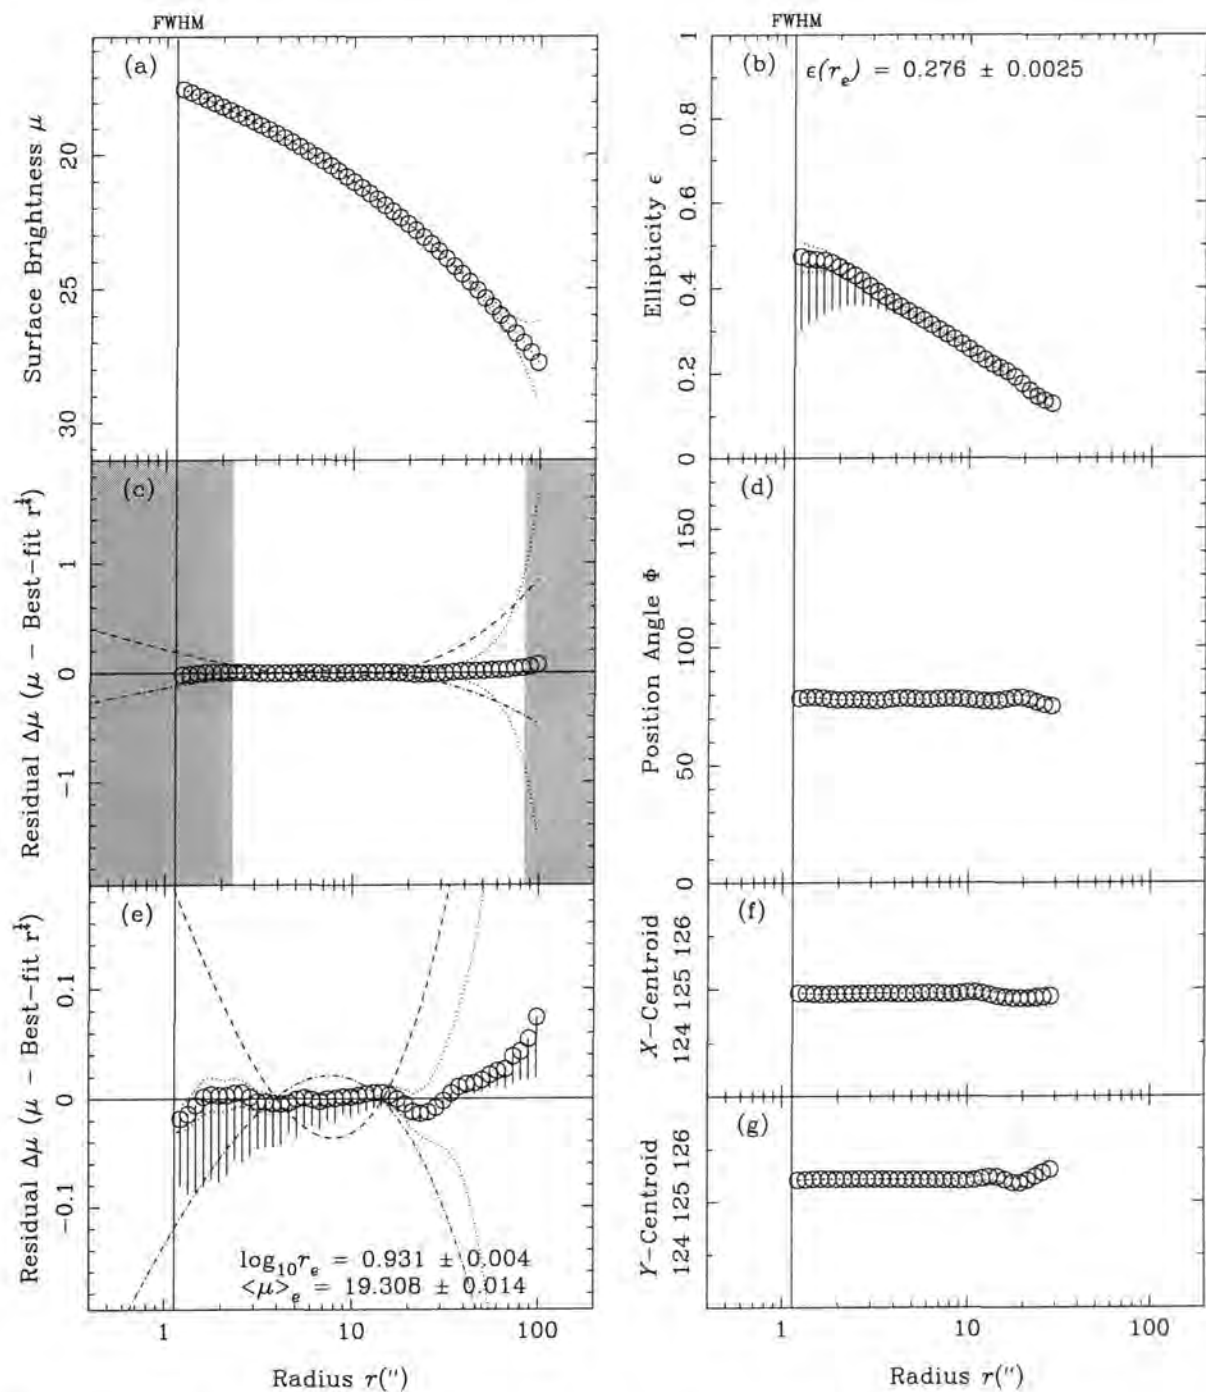 FWHM
(a)
20
25
30
Surface Brightness μ
FWHM
(b)
ϵ(r_e) = 0.276 ± 0.0025
1
0.8
0.6
0.4
0.2
0
Ellipticity ϵ
(c)
1
0
−1
Residual Δμ (μ − Best−fit r^¼)
(d)
150
100
50
0
Position Angle Φ
(e)
0.1
0
−0.1
Residual Δμ (μ − Best−fit r^¼)
log₁₀r_e = 0.931 ± 0.004
<μ>_e = 19.308 ± 0.014
1 10 100
Radius r(″)
(f)
126
125
124
X−Centroid
(g)
126
125
124
Y−Centroid
1 10 100
Radius r(″)